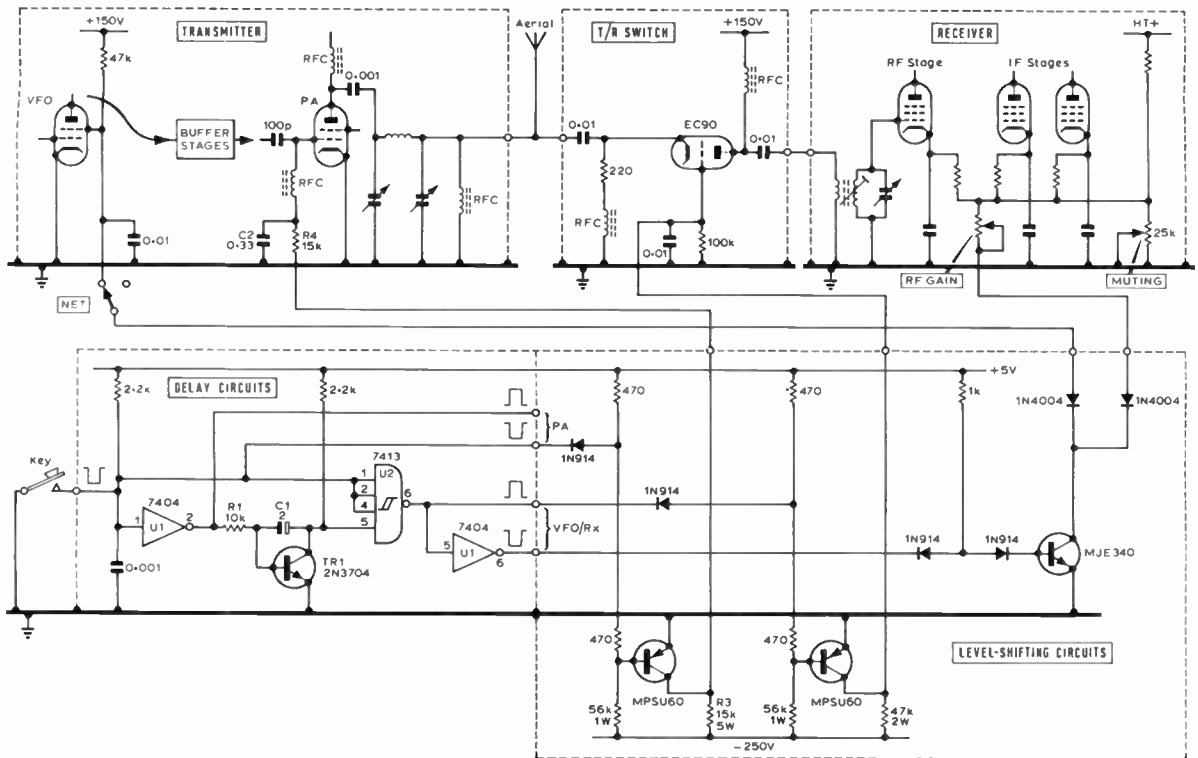 +150V
TRANSMITTER
47k
VFO
BUFFER
STAGES
100p
RFC
0·001
PA
RFC
C2
0·33
R4
15k
0·01
RFC
NET
Aerial
T/R SWITCH
+150V
RFC
0·01
EC90
0·01
220
RFC
0·01
100k
RECEIVER
HT+
RF Stage
IF Stages
25k
RF GAIN
MUTING
DELAY CIRCUITS
2·2k
2·2k
+5V
470
470
1k
1N4004
1N4004
PA
1N914
Key
7413
U2
1
2
4
5
6
7404
1
U1
2
R1
10k
C1
2
TR1
2N3704
0·001
7404
5
U1
6
VFO/Rx
1N914
1N914
1N914
MJE340
LEVEL-SHIFTING CIRCUITS
470
MPSU60
56k
1W
R3
15k
5W
470
MPSU60
56k
1W
47k
2W
-250V